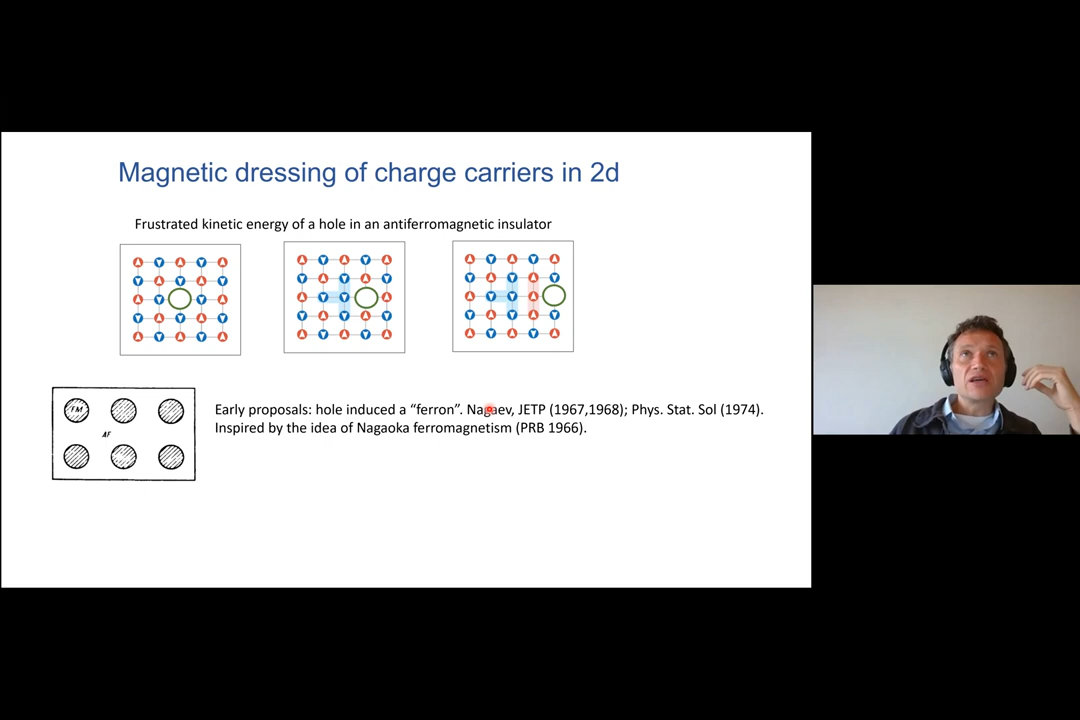 Magnetic dressing of charge carriers in 2d
Frustrated kinetic energy of a hole in an antiferromagnetic insulator
FM
AF
Early proposals: hole induced a “ferron”. Nagaev, JETP (1967,1968); Phys. Stat. Sol (1974).
Inspired by the idea of Nagaoka ferromagnetism (PRB 1966).